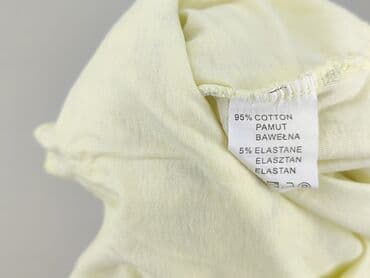 95% COTTON
PAMUT
BAWEŁNA
5% ELASTANE
ELASZTAN
ELASTAN